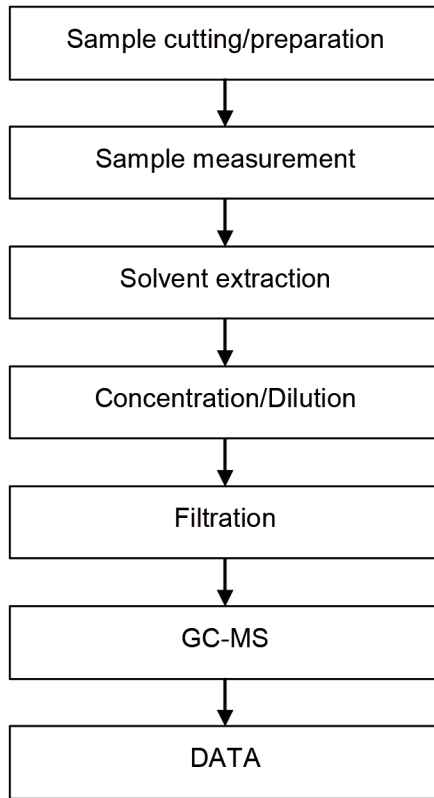 Sample cutting/preparation
Sample measurement
Solvent extraction
Concentration/Dilution
Filtration
GC-MS
DATA